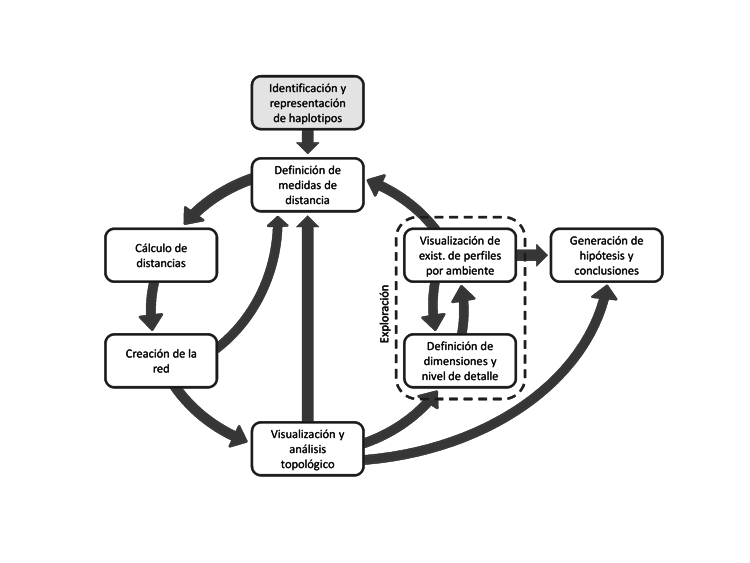 Identificación y
representación
de haplotipos
Definición de
medidas de
distancia
Cálculo de
distancias
Visualización de
exist. de perfiles
por ambiente
Generación de
hipótesis y
conclusiones
Exploración
Creación de la
red
Definición de
dimensiones y
nivel de detalle
Visualización y
análisis
topológico